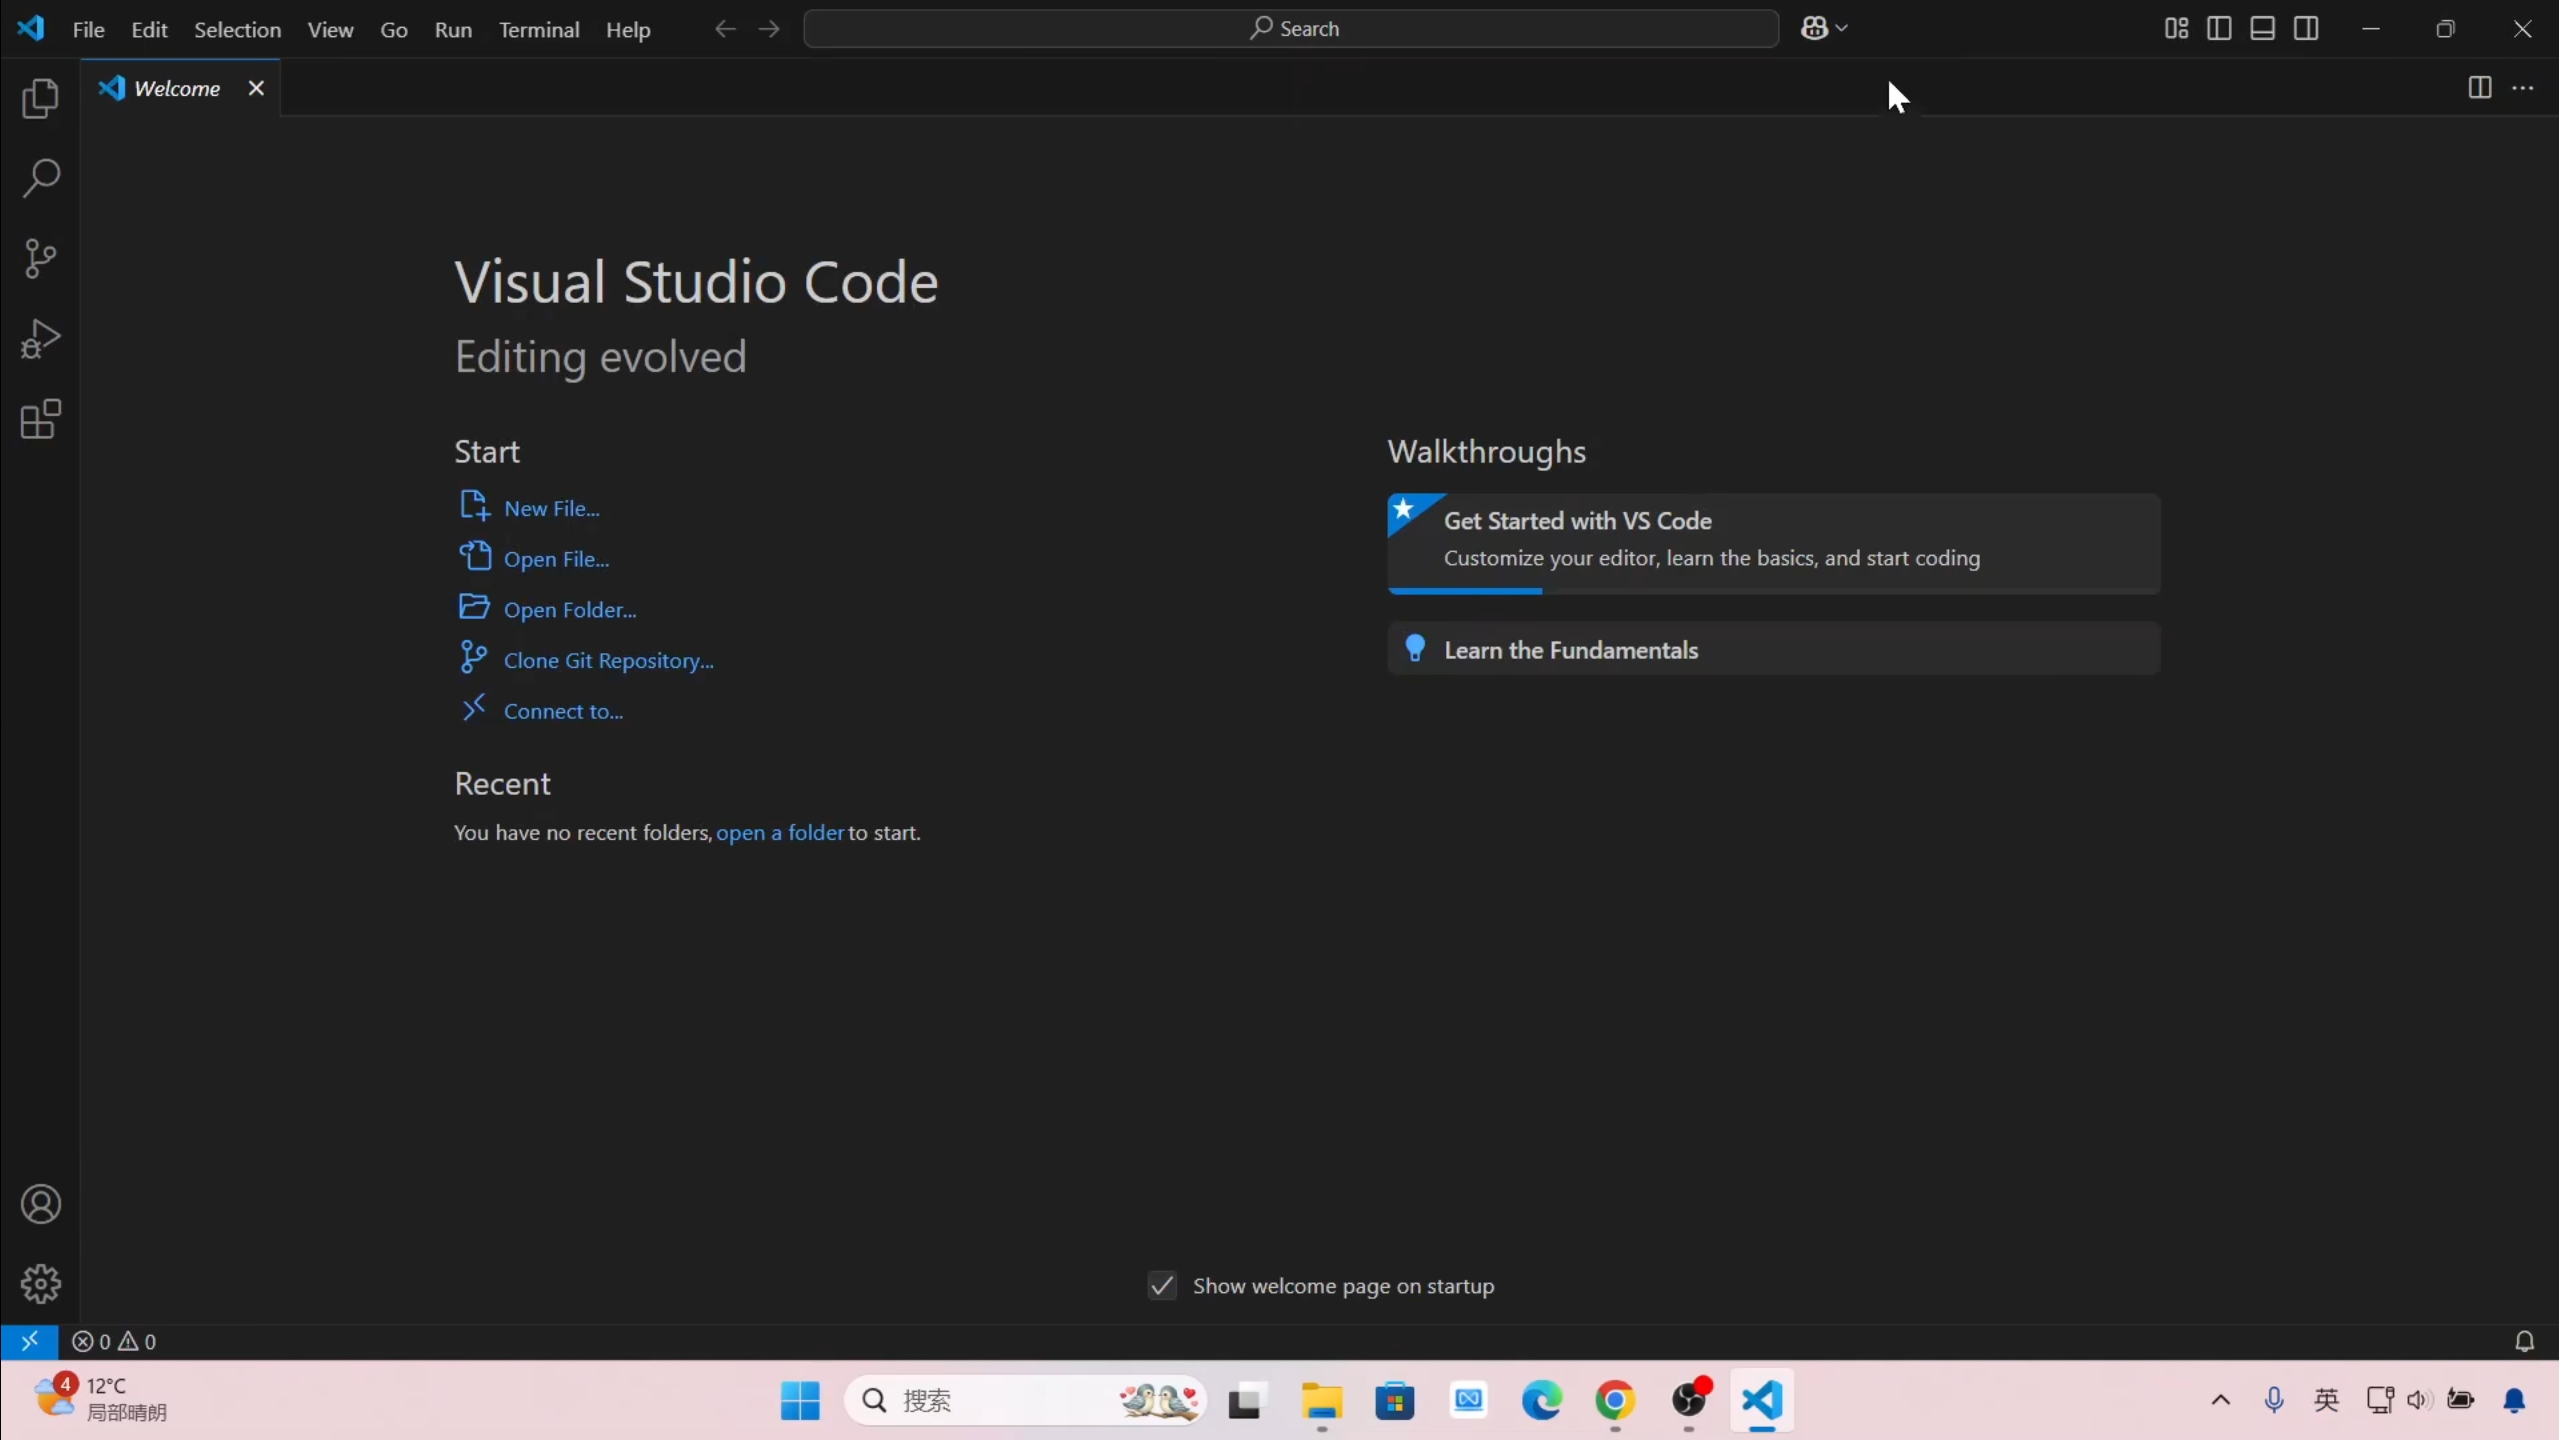 File Edit Selection View Go Run Terminal Help Search
Welcome
Visual Studio Code
Editing evolved
Start
New File...
Open File...
Open Folder...
Clone Git Repository...
Connect to...
Recent
You have no recent folders, open a folder to start.
Walkthroughs
Get Started with VS Code
Customize your editor, learn the basics, and start coding
Learn the Fundamentals
Show welcome page on startup
0 0
4
12°C
局部晴朗
搜索
英